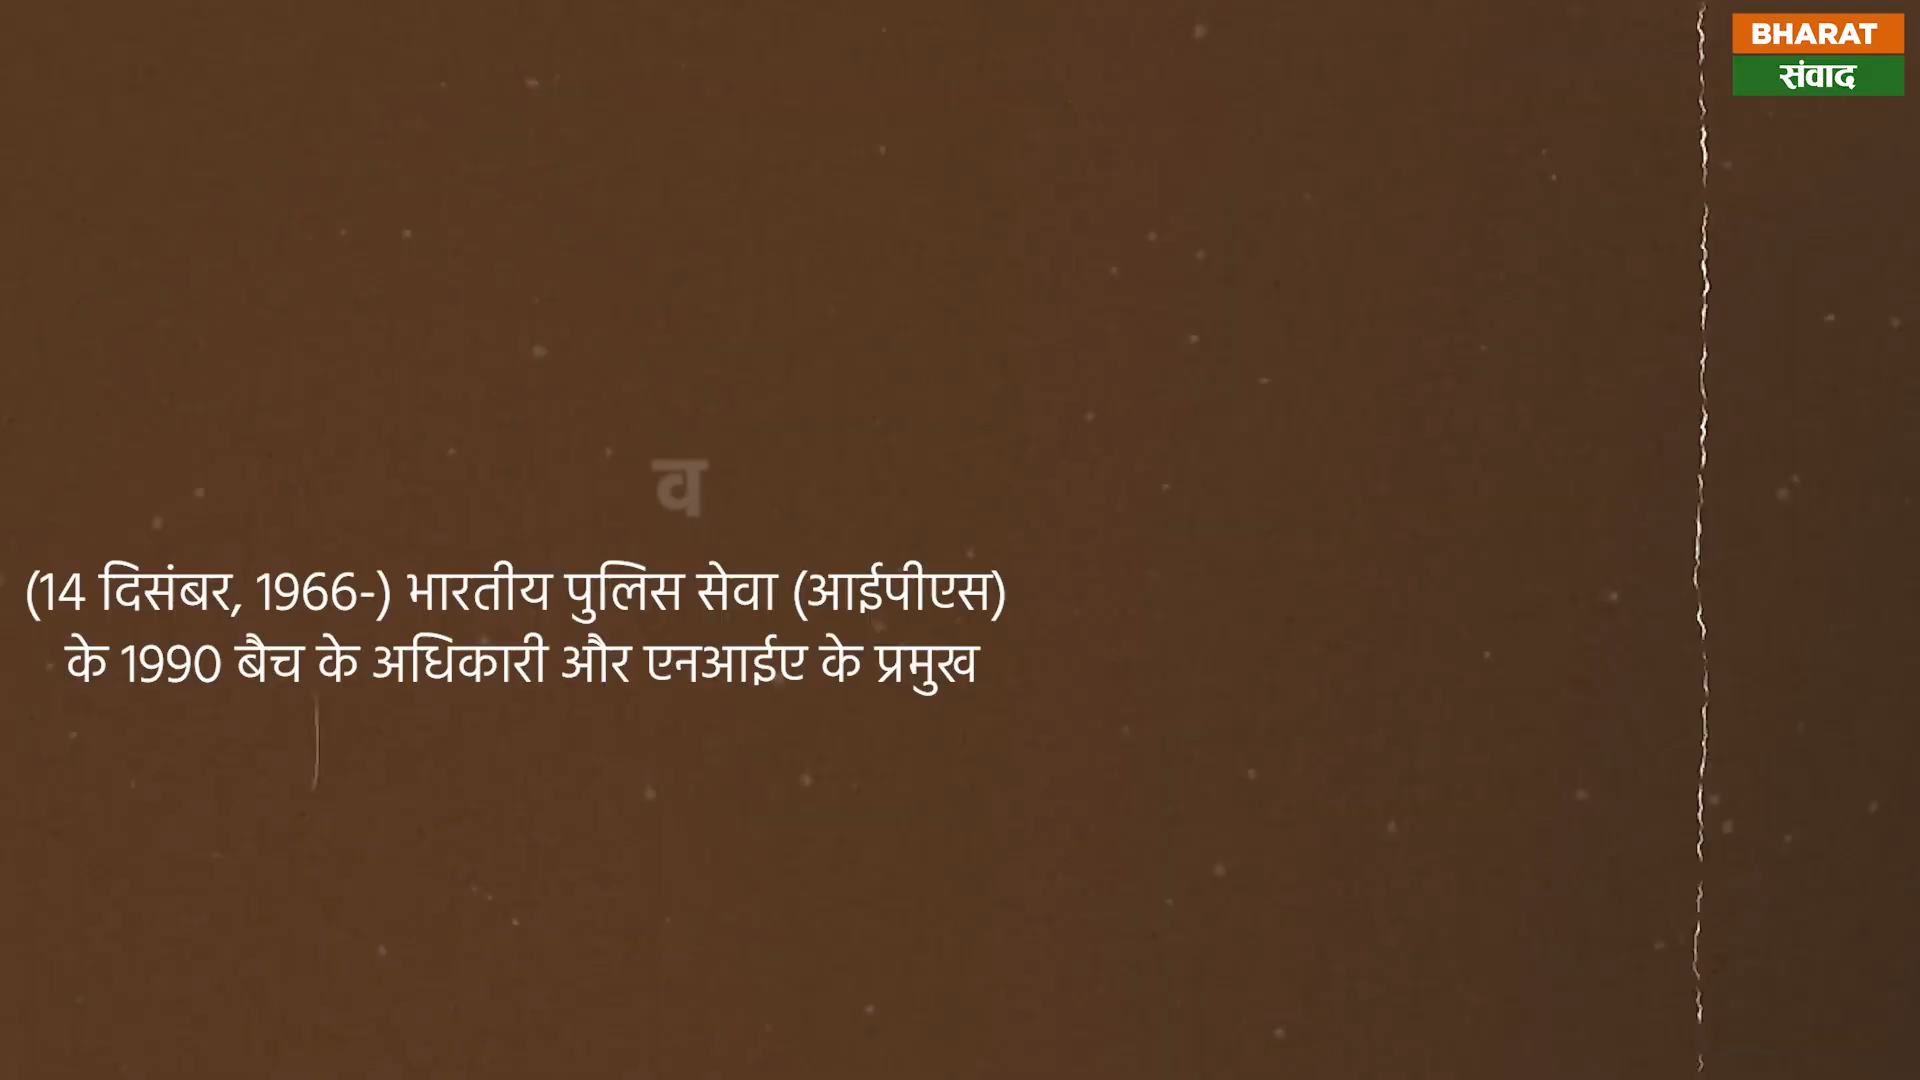 BHARAT
संवाद
व
(14 दिसंबर, 1966-) भारतीय पुलिस सेवा (आईपीएस)
के 1990 बैच के अधिकारी और एनआईए के प्रमुख